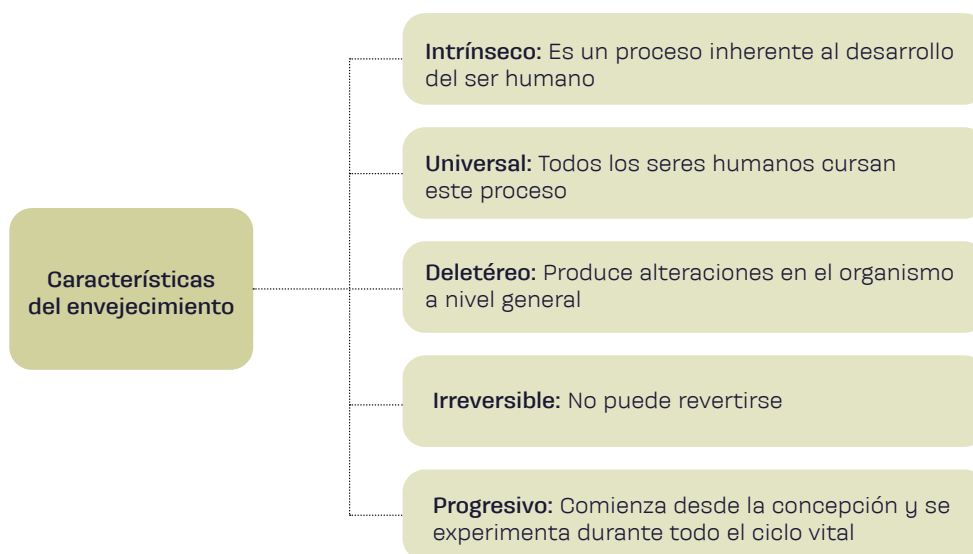 Intrínseco: Es un proceso inherente al desarrollo
del ser humano
Universal: Todos los seres humanos cursan
este proceso
Características
del envejecimiento
Deletéreo: Produce alteraciones en el organismo
a nivel general
Irreversible: No puede revertirse
Progresivo: Comienza desde la concepción y se
experimenta durante todo el ciclo vital